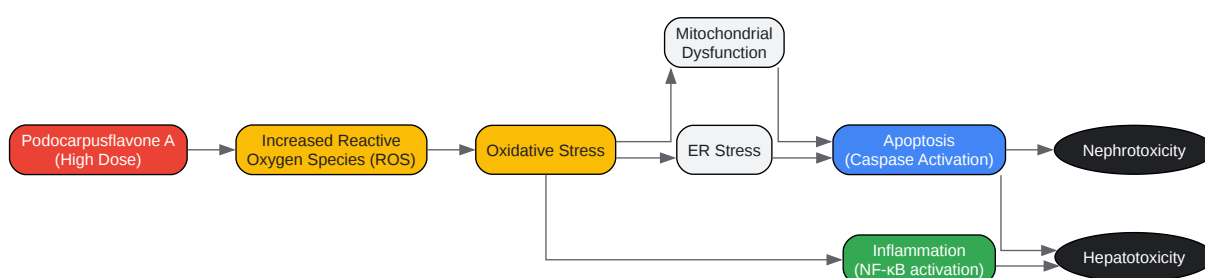 Mitochondrial
Dysfunction
Podocarpusflavone A
(High Dose)
Increased Reactive
Oxygen Species (ROS)
Oxidative Stress
ER Stress
Apoptosis
(Caspase Activation)
Nephrotoxicity
Inflammation
(NF-κB activation)
Hepatotoxicity